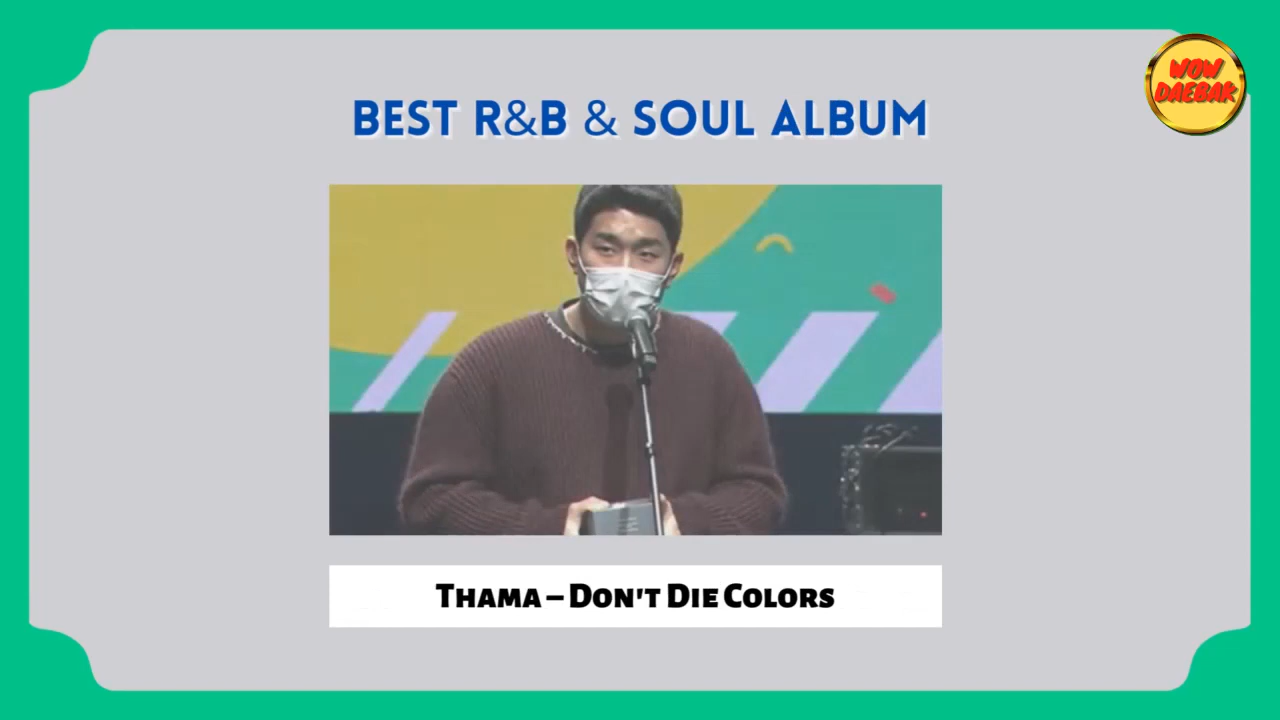 BEST R&B & SOUL ALBUM
WOW
DAEBAK
THAMA – DON'T DIE COLORS